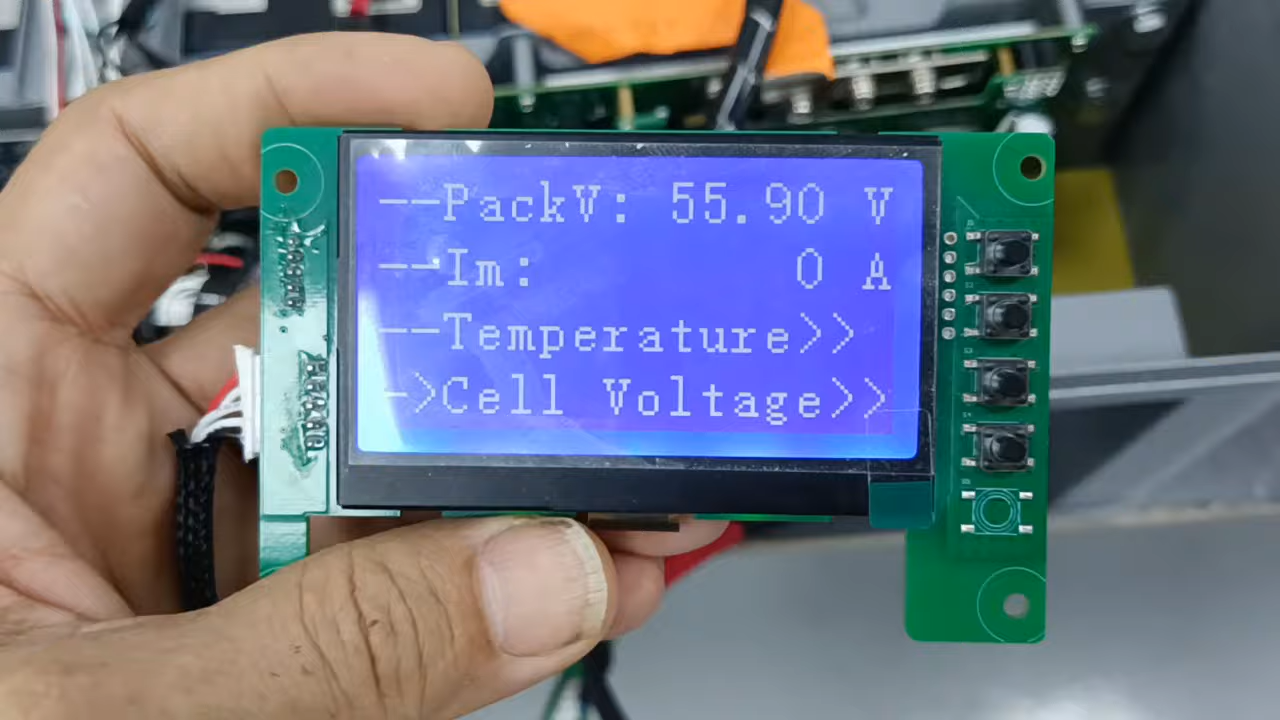 --PackV: 55.90 V
--Im: 0 A
--Temperature>>
->Cell Voltage>>